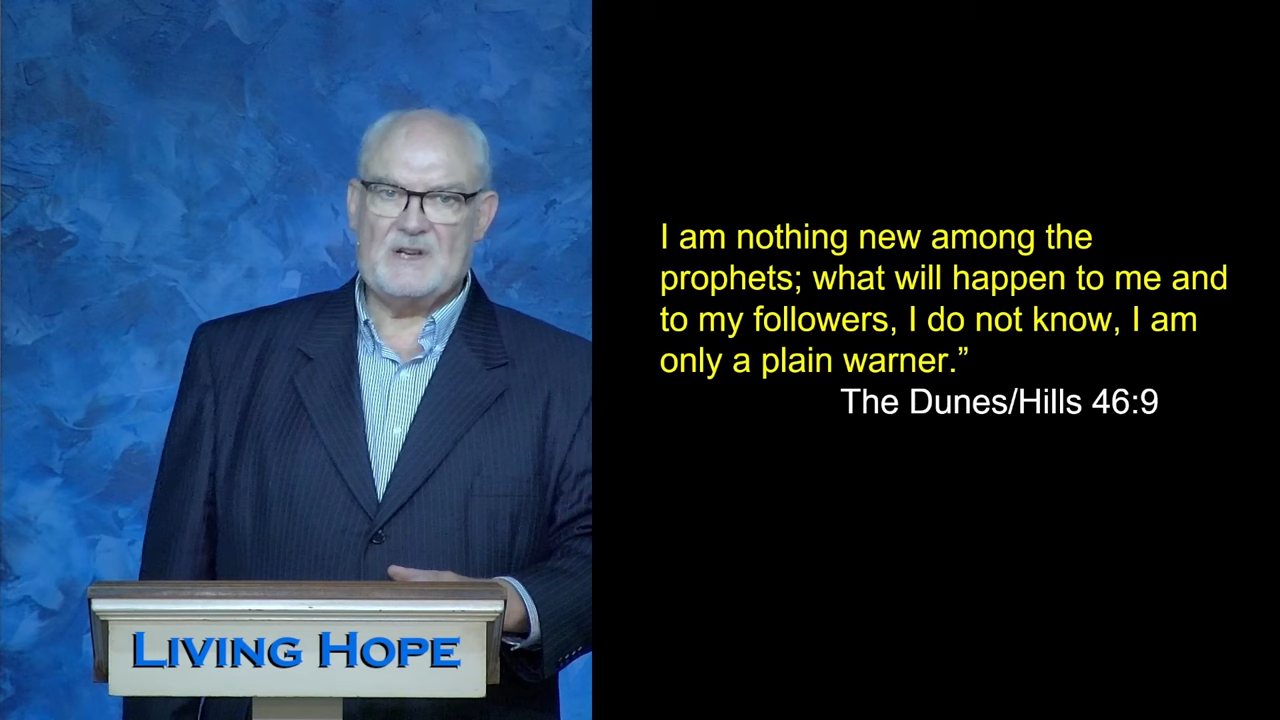 LIVING HOPE
I am nothing new among the
prophets; what will happen to me and
to my followers, I do not know, I am
only a plain warner.”
The Dunes/Hills 46:9